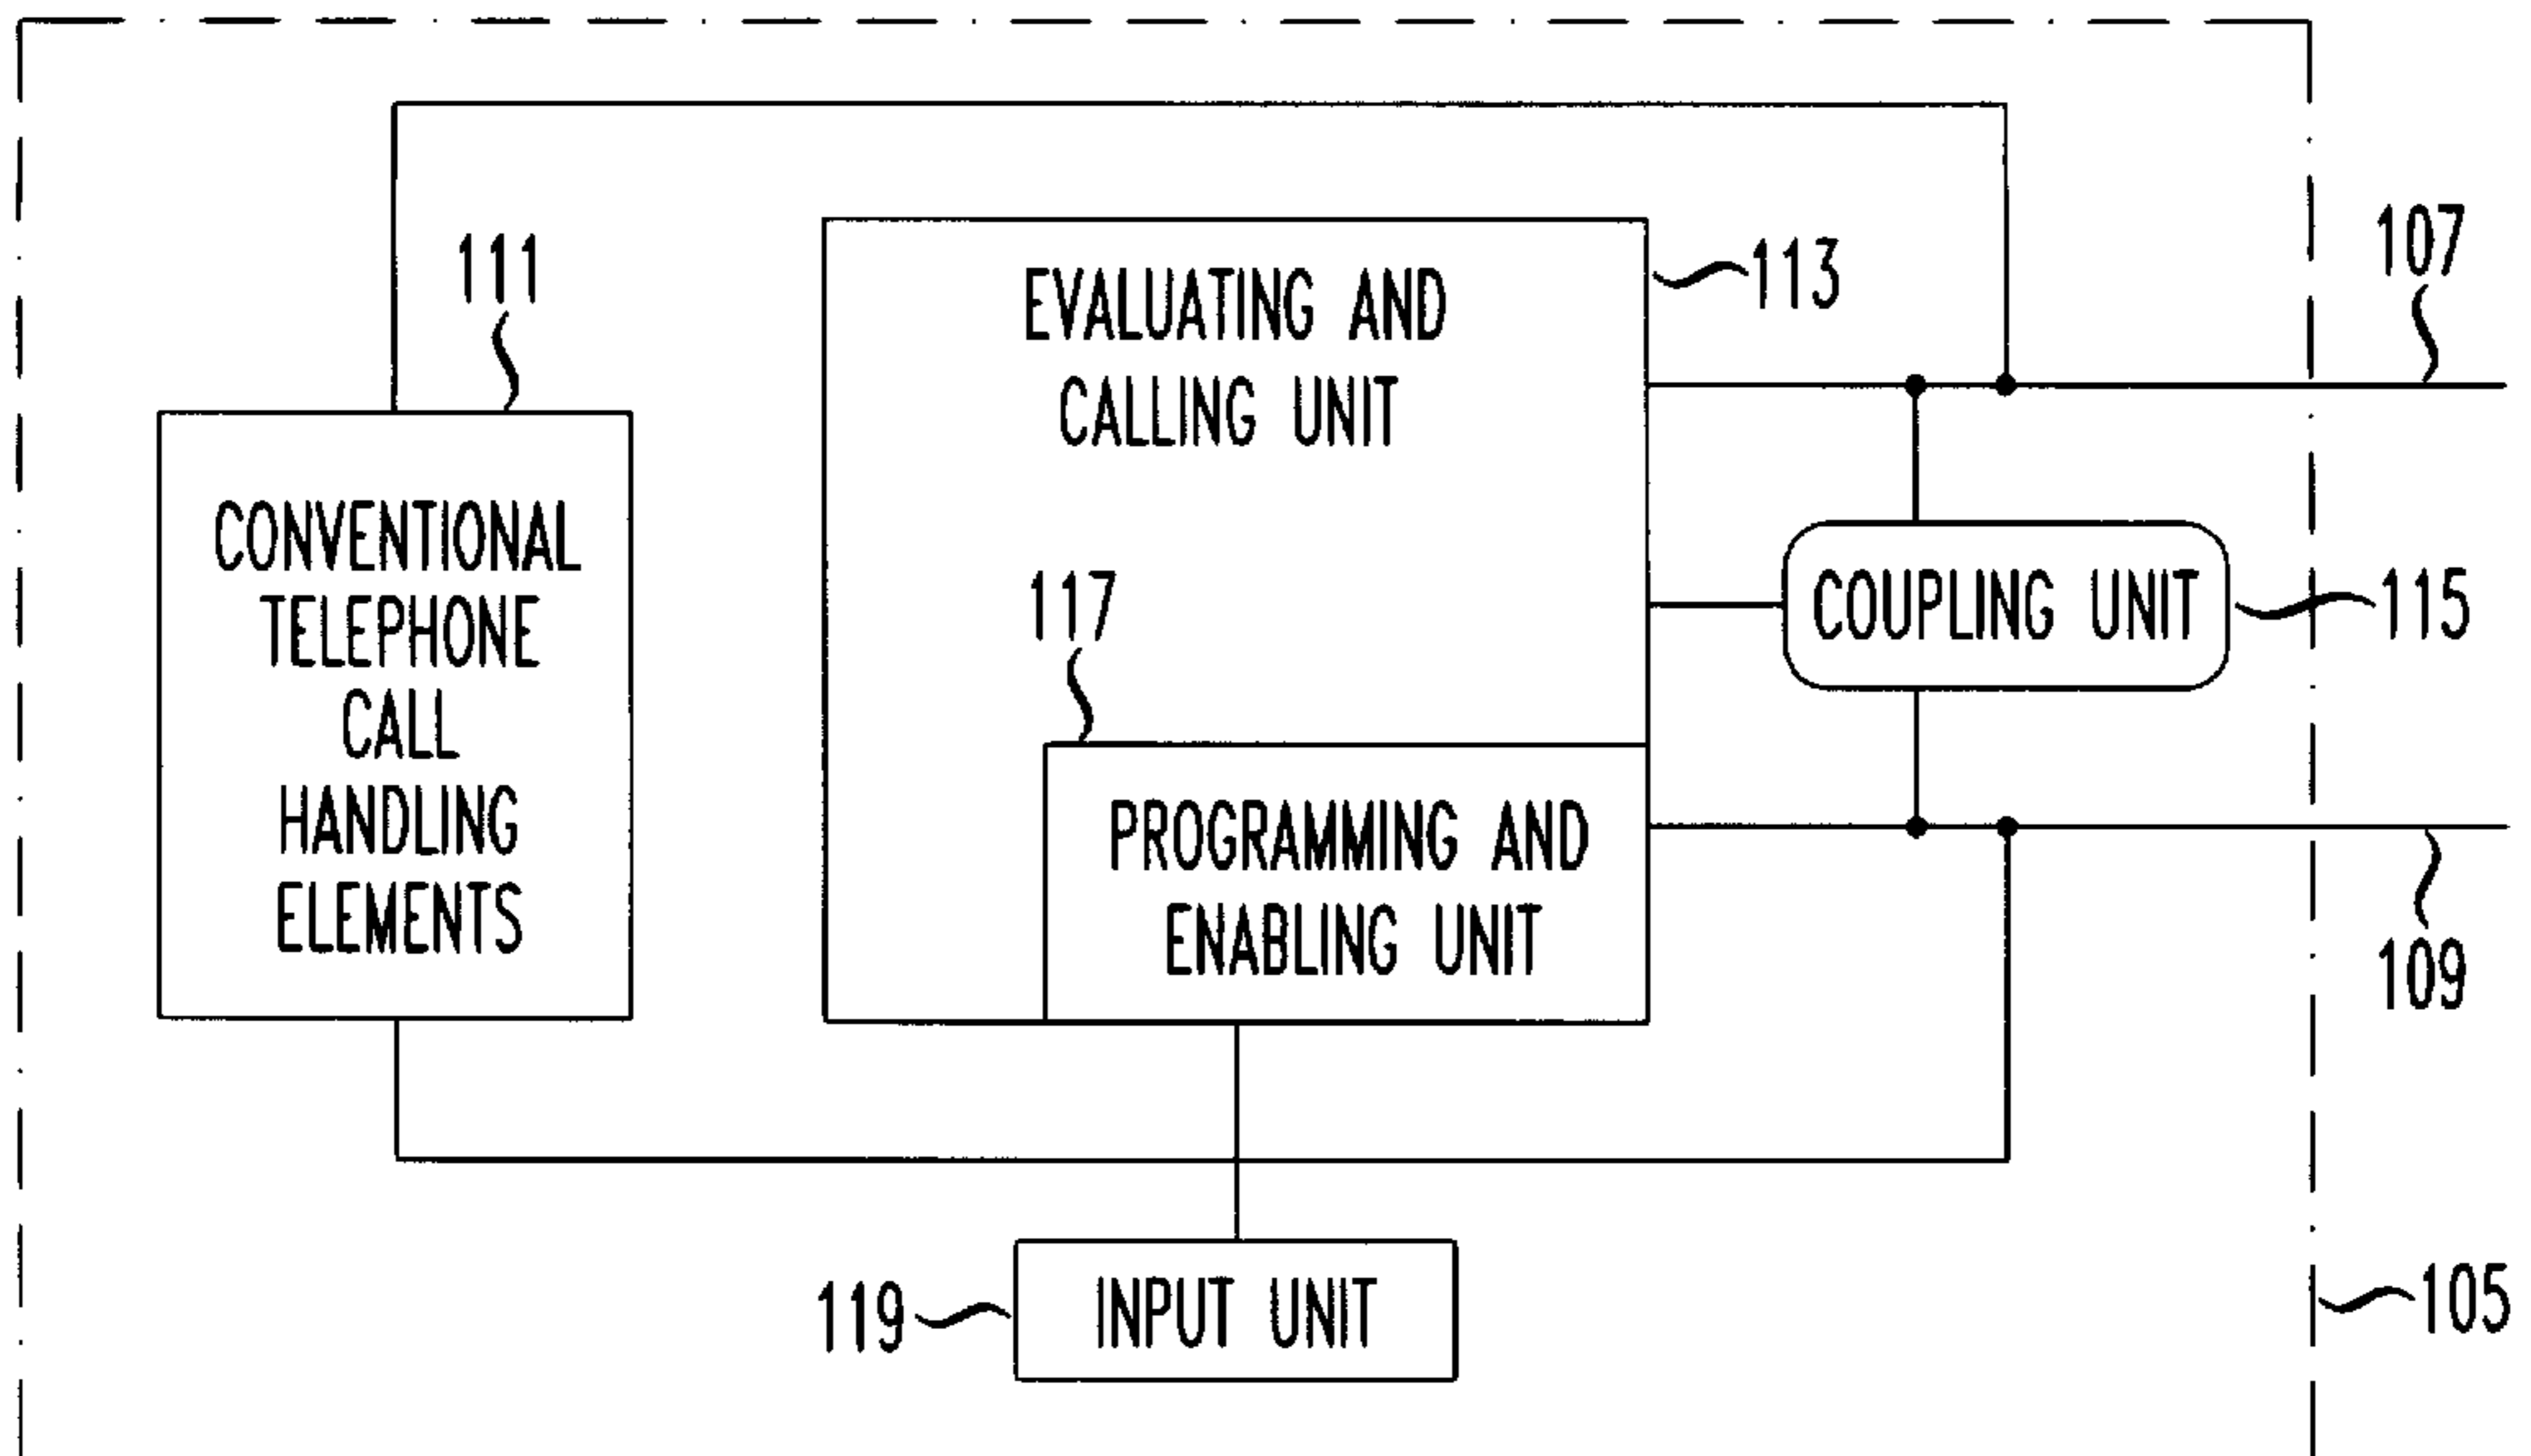 107
111
113
EVALUATING AND
CALLING UNIT
CONVENTIONAL
TELEPHONE
CALL
HANDLING
ELEMENTS
117
COUPLING UNIT
115
PROGRAMMING AND
ENABLING UNIT
109
119
INPUT UNIT
105